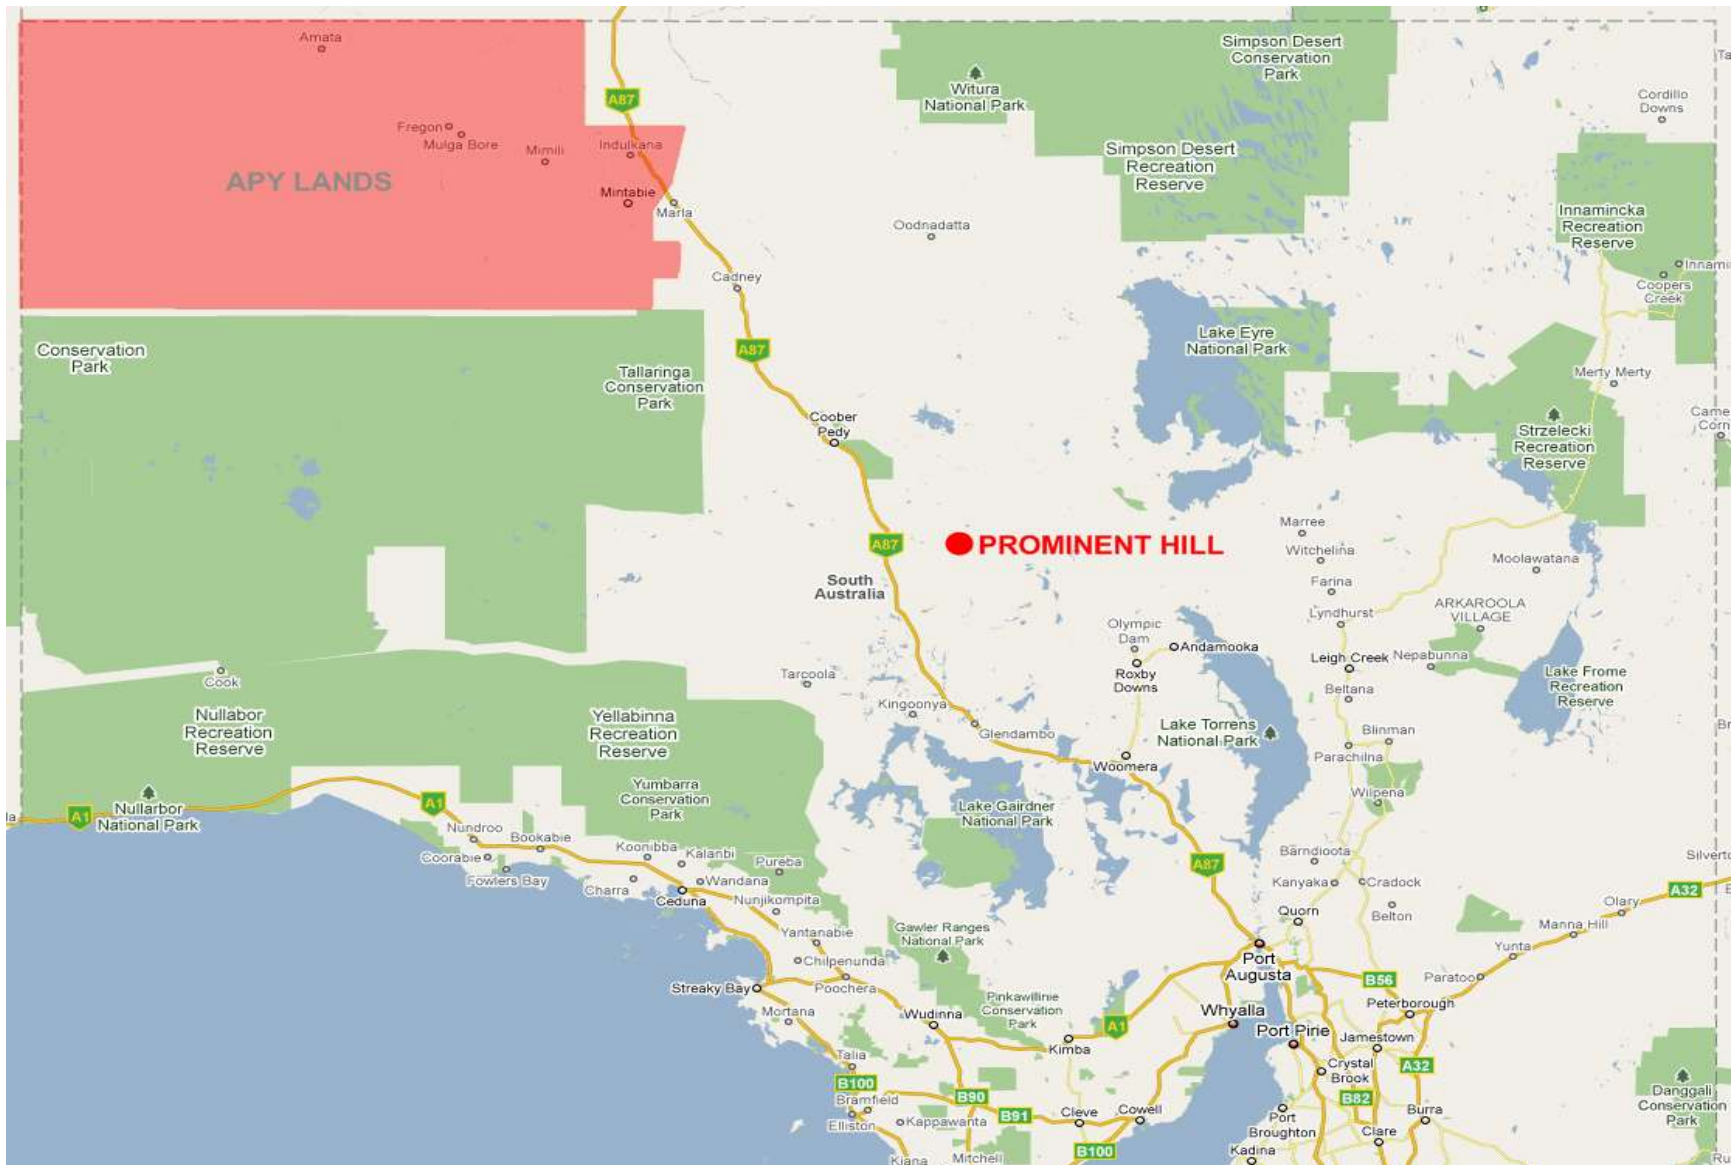 Amata
A87
Fregon
Mulga Bore
Mimili
Indulkana
APY LANDS
Mintabie
Marla
Cadney
Witura
National Park
Simpson Desert
Conservation
Park
Simpson Desert
Recreation
Reserve
Cordillo
Downs
Oodnadatta
Innamincka
Recreation
Reserve
Coopers
Creek
Conservation
Park
Tallaringa
Conservation
Park
A87
Lake Eyre
National Park
Merty Merty
Coober
Pedy
Strzelecki
Recreation
Reserve
A87
PROMINENT HILL
South
Australia
Marree
Witchelina
Farina
Lyndhurst
Moolawatana
ARKAROOLA
VILLAGE
Olympic
Dam
Andamooka
Roxby
Downs
Leigh Creek
Nepabunna
Beltana
Lake Frome
Recreation
Reserve
Cook
Tarcoola
Kingoonya
Glendambo
Nullabor
Recreation
Reserve
Yellabinna
Recreation
Reserve
Lake Torrens
National Park
Blinman
Parachilna
Woomera
Wilpena
Yumbarra
Conservation
Park
Lake Gairdner
National Park
A1
Nullarbor
National Park
A1
Nundroo
Bookabie
Coorabie
Fowlers Bay
Koonibba
Kalanbi
Pureba
Charra
Wandana
Ceduna
Nunjikompita
A87
Barndioota
Kanyaka
Cradock
Quorn
Belton
A32
Olary
Manna Hill
Yunta
Paratoo
Yantanabie
Chilpenunda
Poochera
Streaky Bay
Mortana
Gawler Ranges
National Park
Pinkawillinie
Conservation
Park
Port
Augusta
Whyalla
Port Pirie
B56
Peterborough
Jamestown
Wudinna
A1
Kimba
Talia
B100
Bramfield
Elliston
B90
B91
Kappawanta
Cleve
Cowell
B100
Mitchell
Crystal
Brook
A32
B82
Port
Broughton
Burra
Clare
Kadina
Danggali
Conservation
Park